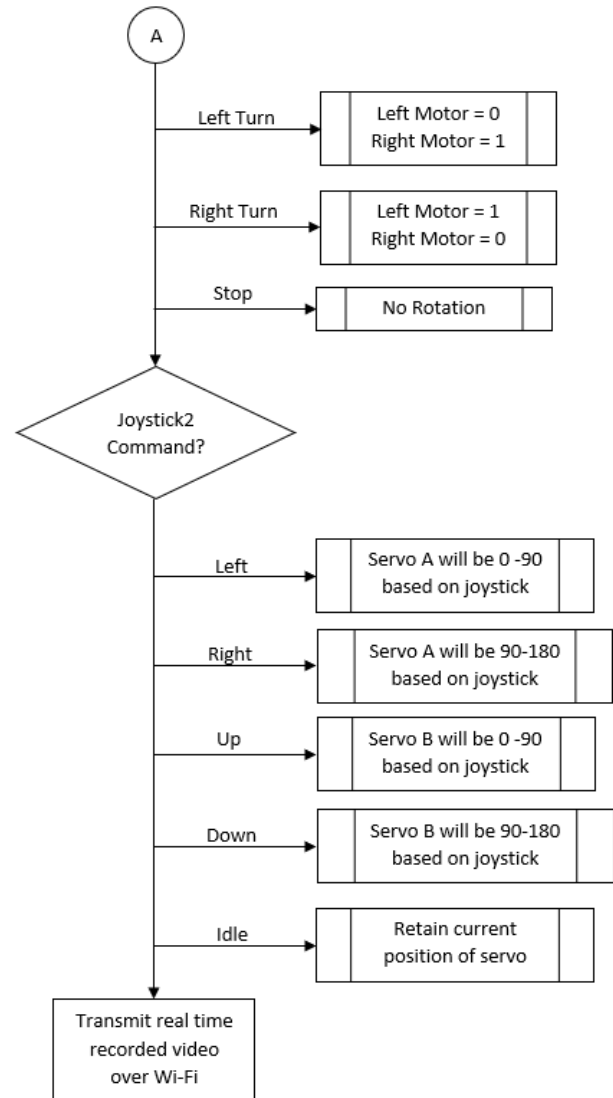 A
Left Turn
Left Motor = 0
Right Motor = 1
Right Turn
Left Motor = 1
Right Motor = 0
Stop
No Rotation
Joystick2
Command?
Left
Servo A will be 0 -90
based on joystick
Right
Servo A will be 90-180
based on joystick
Up
Servo B will be 0 -90
based on joystick
Down
Servo B will be 90-180
based on joystick
Idle
Retain current
position of servo
Transmit real time
recorded video
over Wi-Fi